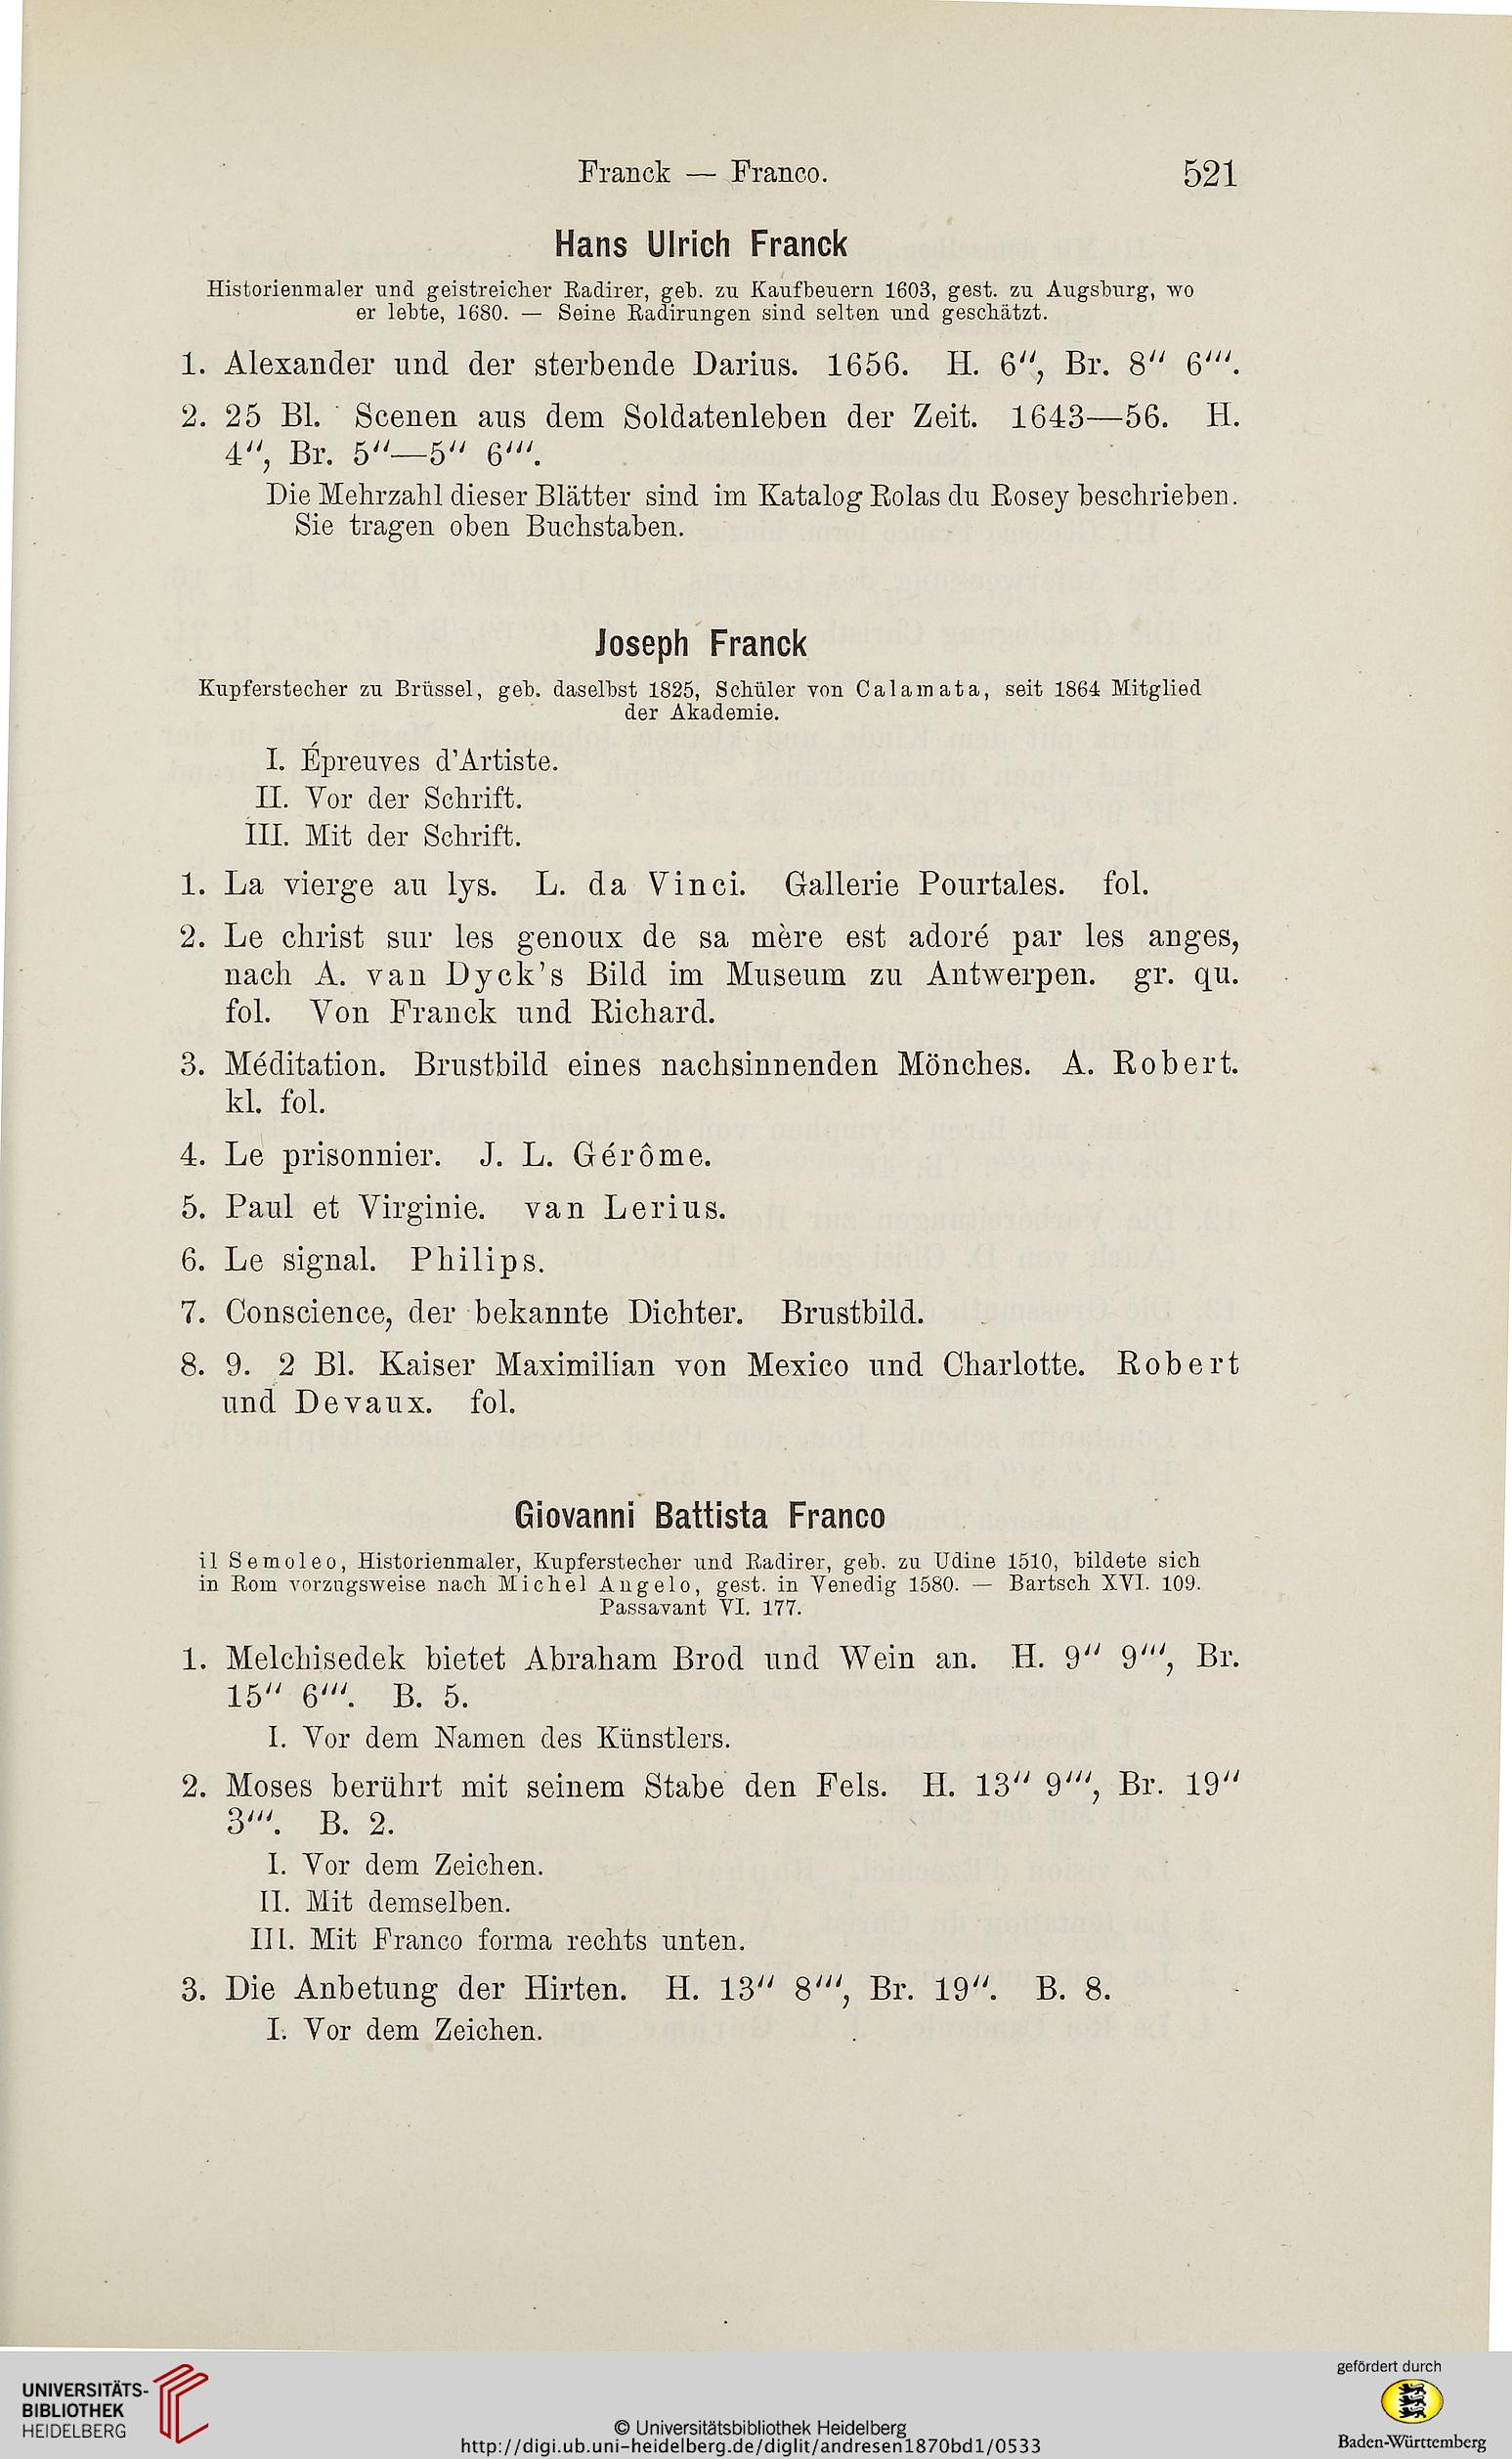 Franck — Franco. 521
Hans Ulrich Franck
Historienmaler und geistreicher Radirer, geb. zu Kaufbeuern 1603, gest. zu Augsburg, wo
er lebte, 1680. — Seine Radirungen sind selten und geschätzt.
1. Alexander und der sterbende Darius. 1656. H. 6″, Br. 8″ 6‴.
2. 25 Bl. Scenen aus dem Soldatenleben der Zeit. 1643—56. H.
4″, Br. 5″—5″ 6‴.
Die Mehrzahl dieser Blätter sind im Katalog Rolas du Rosey beschrieben.
Sie tragen oben Buchstaben.
Joseph Franck
Kupferstecher zu Brüssel, geb. daselbst 1825, Schüler von Calamata, seit 1864 Mitglied
der Akademie.
I. Épreuves d'Artiste.
II. Vor der Schrift.
III. Mit der Schrift.
1. La vierge au lys. L. da Vinci. Gallerie Pourtales. fol.
2. Le christ sur les genoux de sa mère est adoré par les anges,
nach A. van Dyck's Bild im Museum zu Antwerpen. gr. qu.
fol. Von Franck und Richard.
3. Méditation. Brustbild eines nachsinnenden Mönches. A. Robert.
kl. fol.
4. Le prisonnier. J. L. Gérôme.
5. Paul et Virginie. van Lerius.
6. Le signal. Philips.
7. Conscience, der bekannte Dichter. Brustbild.
8. 9. 2 Bl. Kaiser Maximilian von Mexico und Charlotte. Robert
und Devaux. fol.
Giovanni Battista Franco
il Semoleo, Historienmaler, Kupferstecher und Radirer, geb. zu Udine 1510, bildete sich
in Rom vorzugsweise nach Michel Angelo, gest. in Venedig 1580. — Bartsch XVI. 109.
Passavant VI. 177.
1. Melchisedek bietet Abraham Brod und Wein an. H. 9″ 9‴, Br.
15″ 6‴. B. 5.
I. Vor dem Namen des Künstlers.
2. Moses berührt mit seinem Stabe den Fels. H. 13″ 9‴, Br. 19″
3‴. B. 2.
I. Vor dem Zeichen.
II. Mit demselben.
III. Mit Franco forma rechts unten.
3. Die Anbetung der Hirten. H. 13″ 8‴, Br. 19″. B. 8.
I. Vor dem Zeichen.
UNIVERSITÄTS-
BIBLIOTHEK
HEIDELBERG
© Universitätsbibliothek Heidelberg
http://digi.ub.uni-heidelberg.de/diglit/andresen1870bd1/0533
gefördert durch
Baden-Württemberg